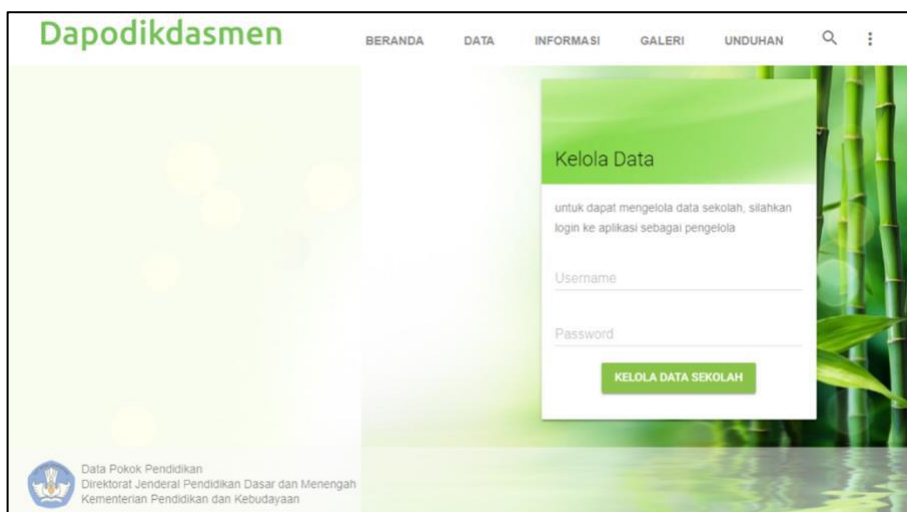 Dapodikdasmen
BERANDA DATA INFORMASI GALERI UNDUHAN
Kelola Data
untuk dapat mengelola data sekolah, silahkan
login ke aplikasi sebagai pengelola
Username
Password
KELOLA DATA SEKOLAH
Data Pokok Pendidikan
Direktorat Jenderal Pendidikan Dasar dan Menengah
Kementerian Pendidikan dan Kebudayaan